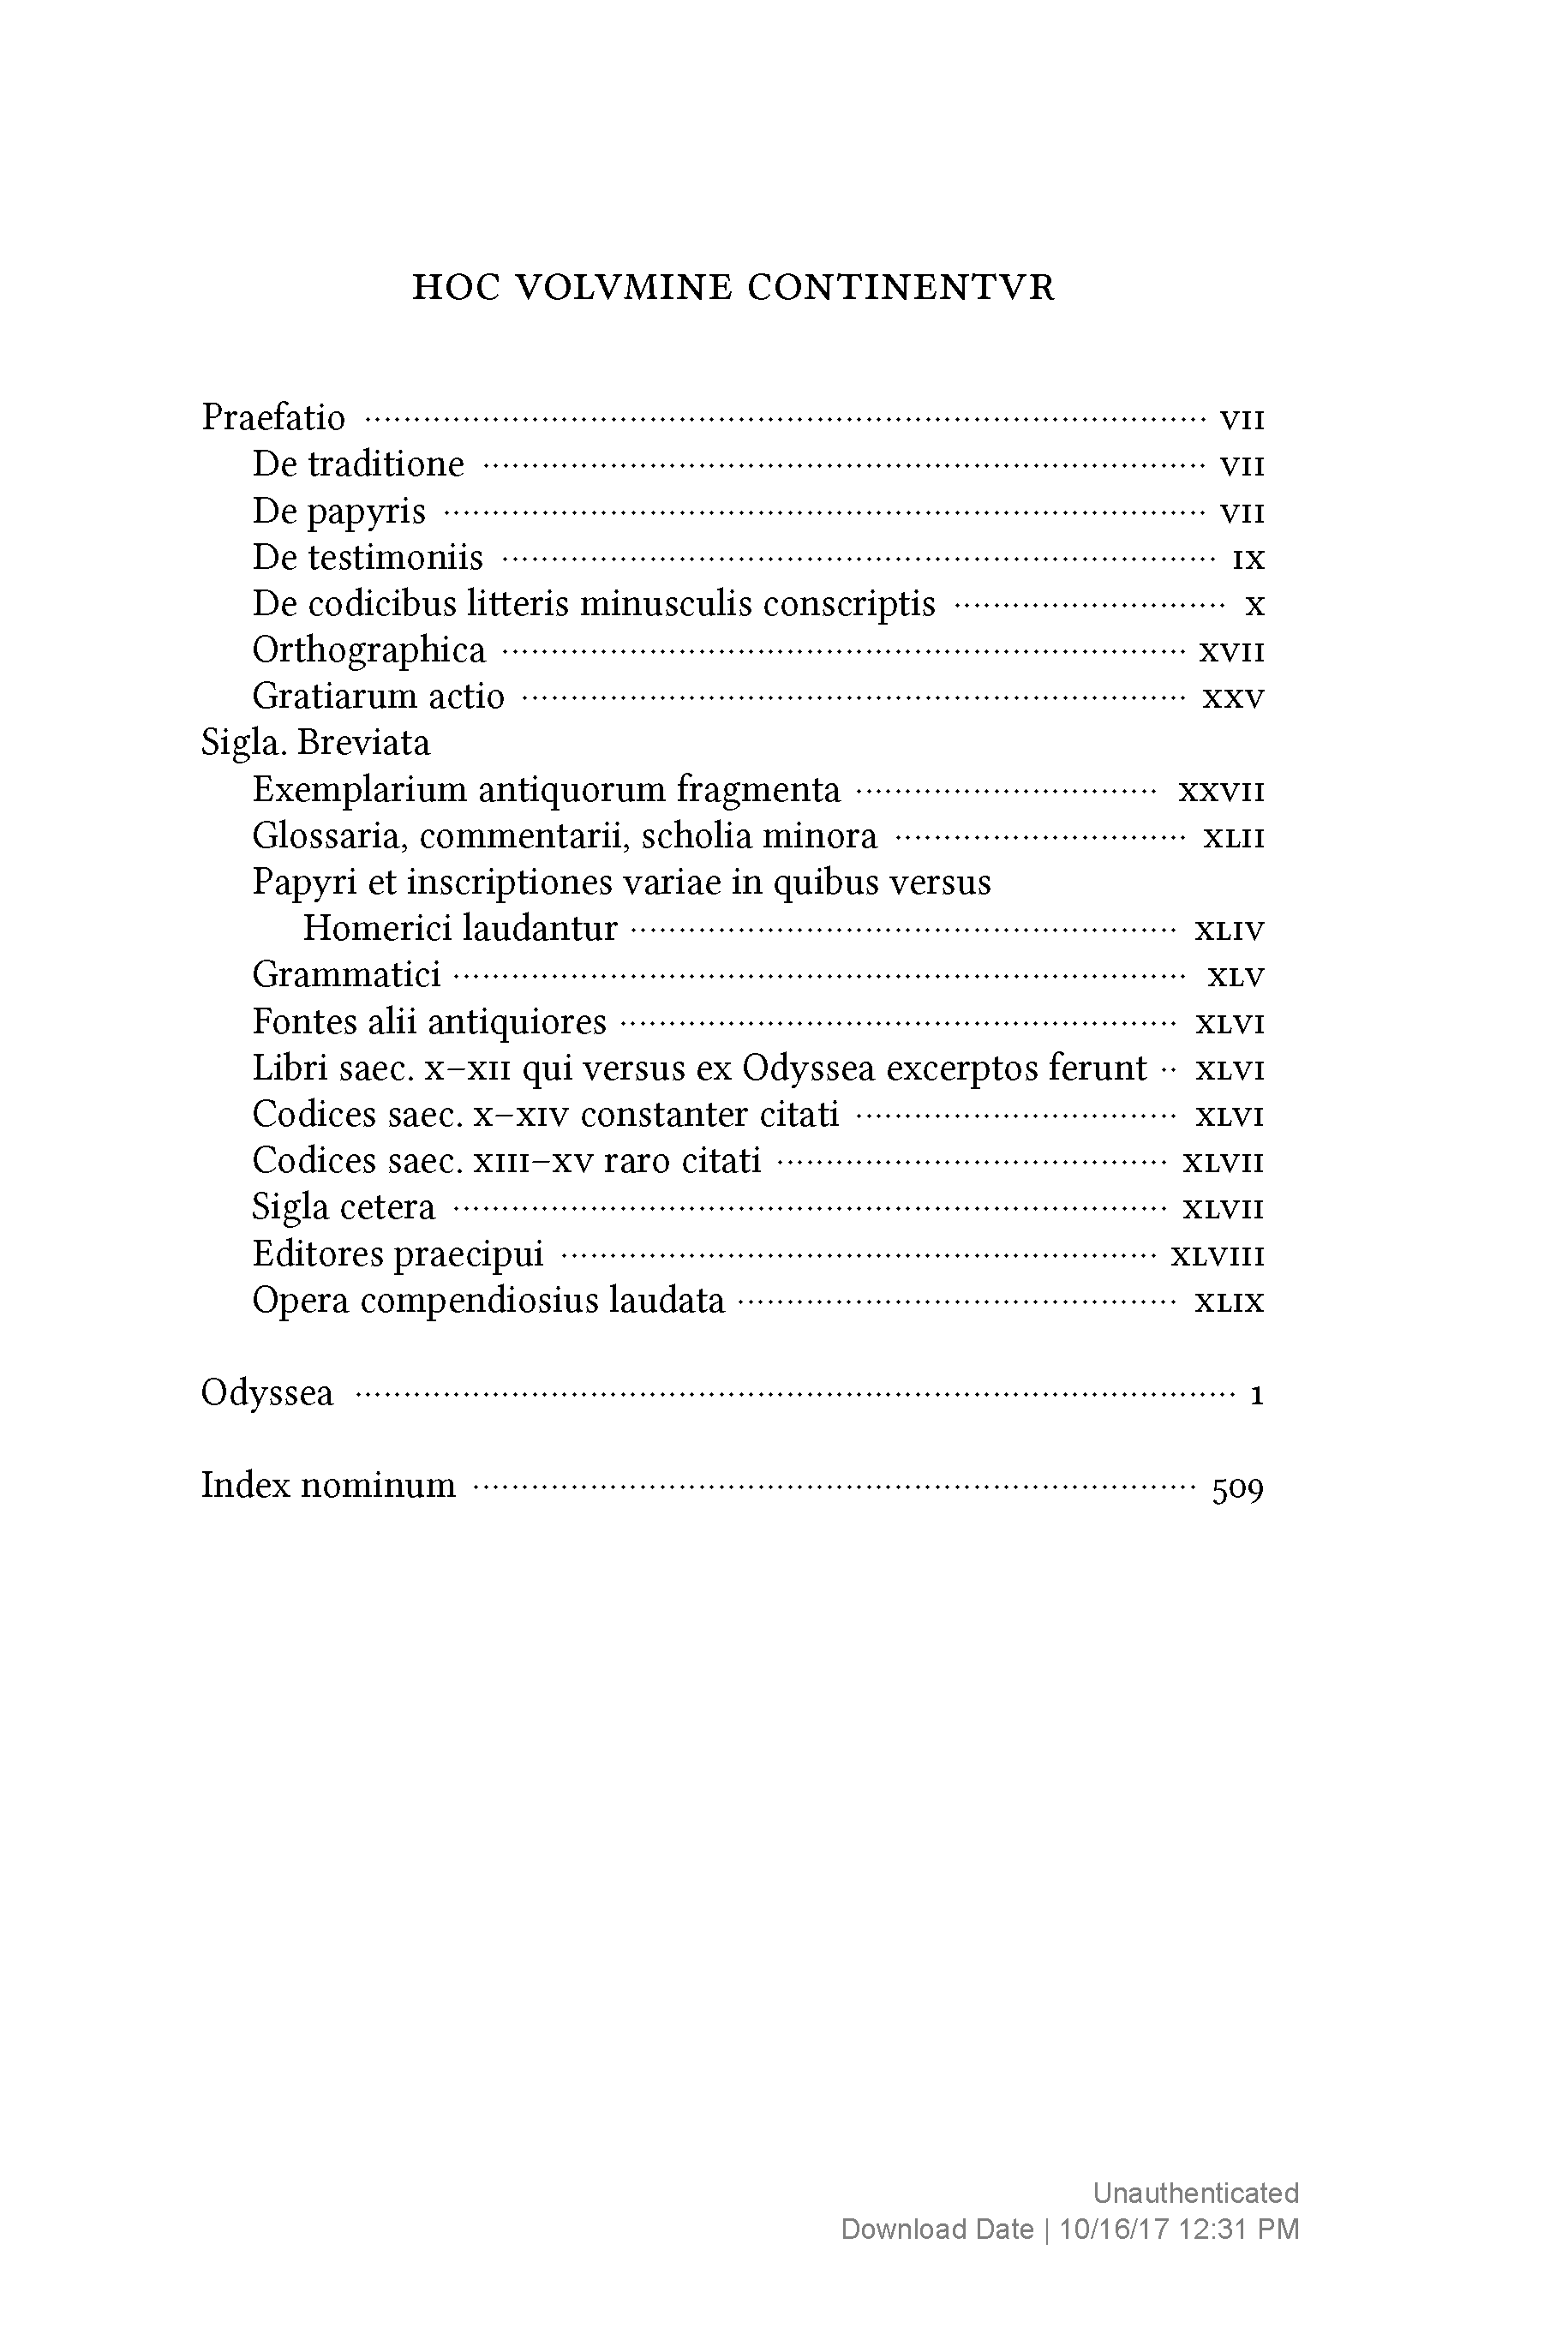 HOC VOLVMINE CONTINENTVR
Praefatio ········ VII
De traditione ········ VII
De papyris ········ VII
De testimoniis ········ IX
De codicibus litteris minusculis conscriptis ········ X
Orthographica ········ XVII
Gratiarum actio ········ XXV
Sigla. Breviata
Exemplarium antiquorum fragmenta ········ XXVII
Glossaria, commentarii, scholia minora ········ XLII
Papyri et inscriptiones variae in quibus versus
Homerici laudantur ········ XLIV
Grammatici ········ XLV
Fontes alii antiquiores ········ XLVI
Libri saec. X–XII qui versus ex Odyssea excerptos ferunt ·· XLVI
Codices saec. X–XIV constanter citati ········ XLVI
Codices saec. XIII–XV raro citati ········ XLVII
Sigla cetera ········ XLVII
Editores praecipui ········ XLVIII
Opera compendiosius laudata ········ XLIX
Odyssea ········ 1
Index nominum ········ 509
Unauthenticated
Download Date | 10/16/17 12:31 PM